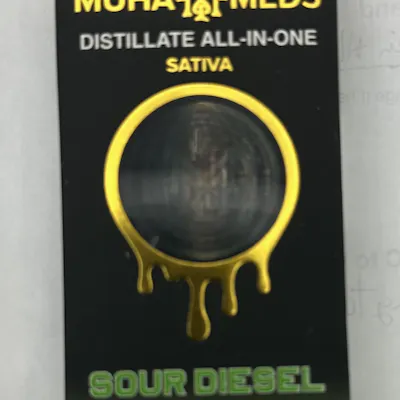 MUHA MEDS
DISTILLATE ALL-IN-ONE
SATIVA
SOUR DIESEL